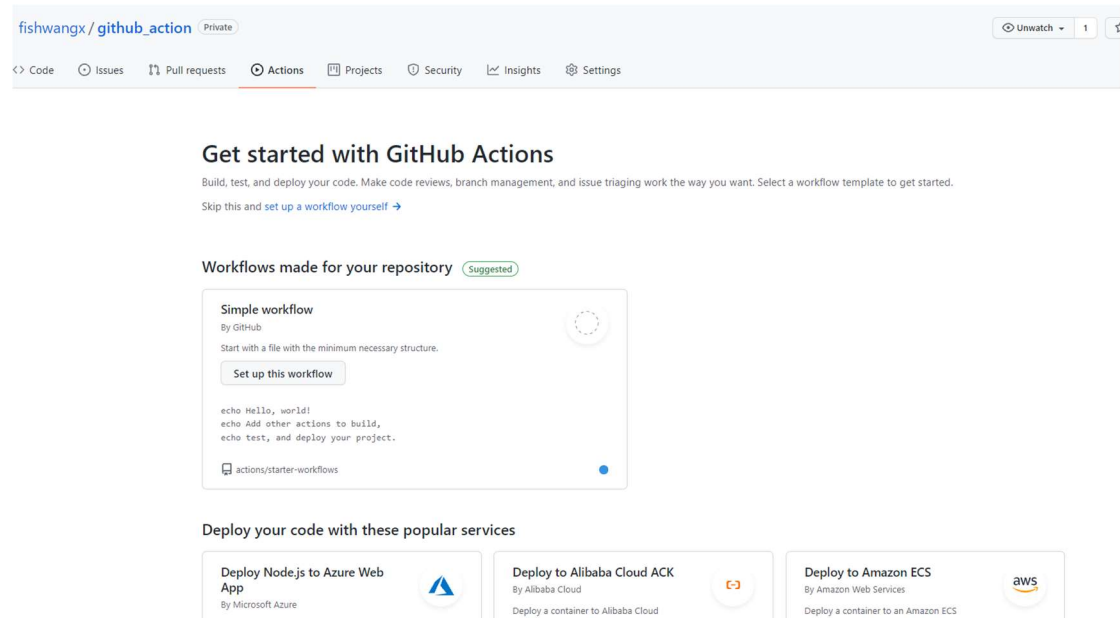 fishwangx / github_action Private
Unwatch 1
Code Issues Pull requests Actions Projects Security Insights Settings
Get started with GitHub Actions
Build, test, and deploy your code. Make code reviews, branch management, and issue triaging work the way you want. Select a workflow template to get started.
Skip this and set up a workflow yourself →
Workflows made for your repository Suggested
Simple workflow
By GitHub
Start with a file with the minimum necessary structure.
Set up this workflow
echo Hello, world!
echo Add other actions to build,
echo test, and deploy your project.
actions/starter-workflows
Deploy your code with these popular services
Deploy Node.js to Azure Web
App
By Microsoft Azure
Deploy to Alibaba Cloud ACK
By Alibaba Cloud
Deploy a container to Alibaba Cloud
Deploy to Amazon ECS
By Amazon Web Services
Deploy a container to an Amazon ECS
aws